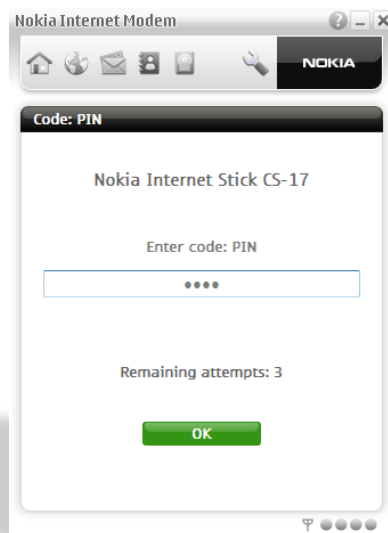 Nokia Internet Modem
NOKIA
Code: PIN
Nokia Internet Stick CS-17
Enter code: PIN
••••
Remaining attempts: 3
OK